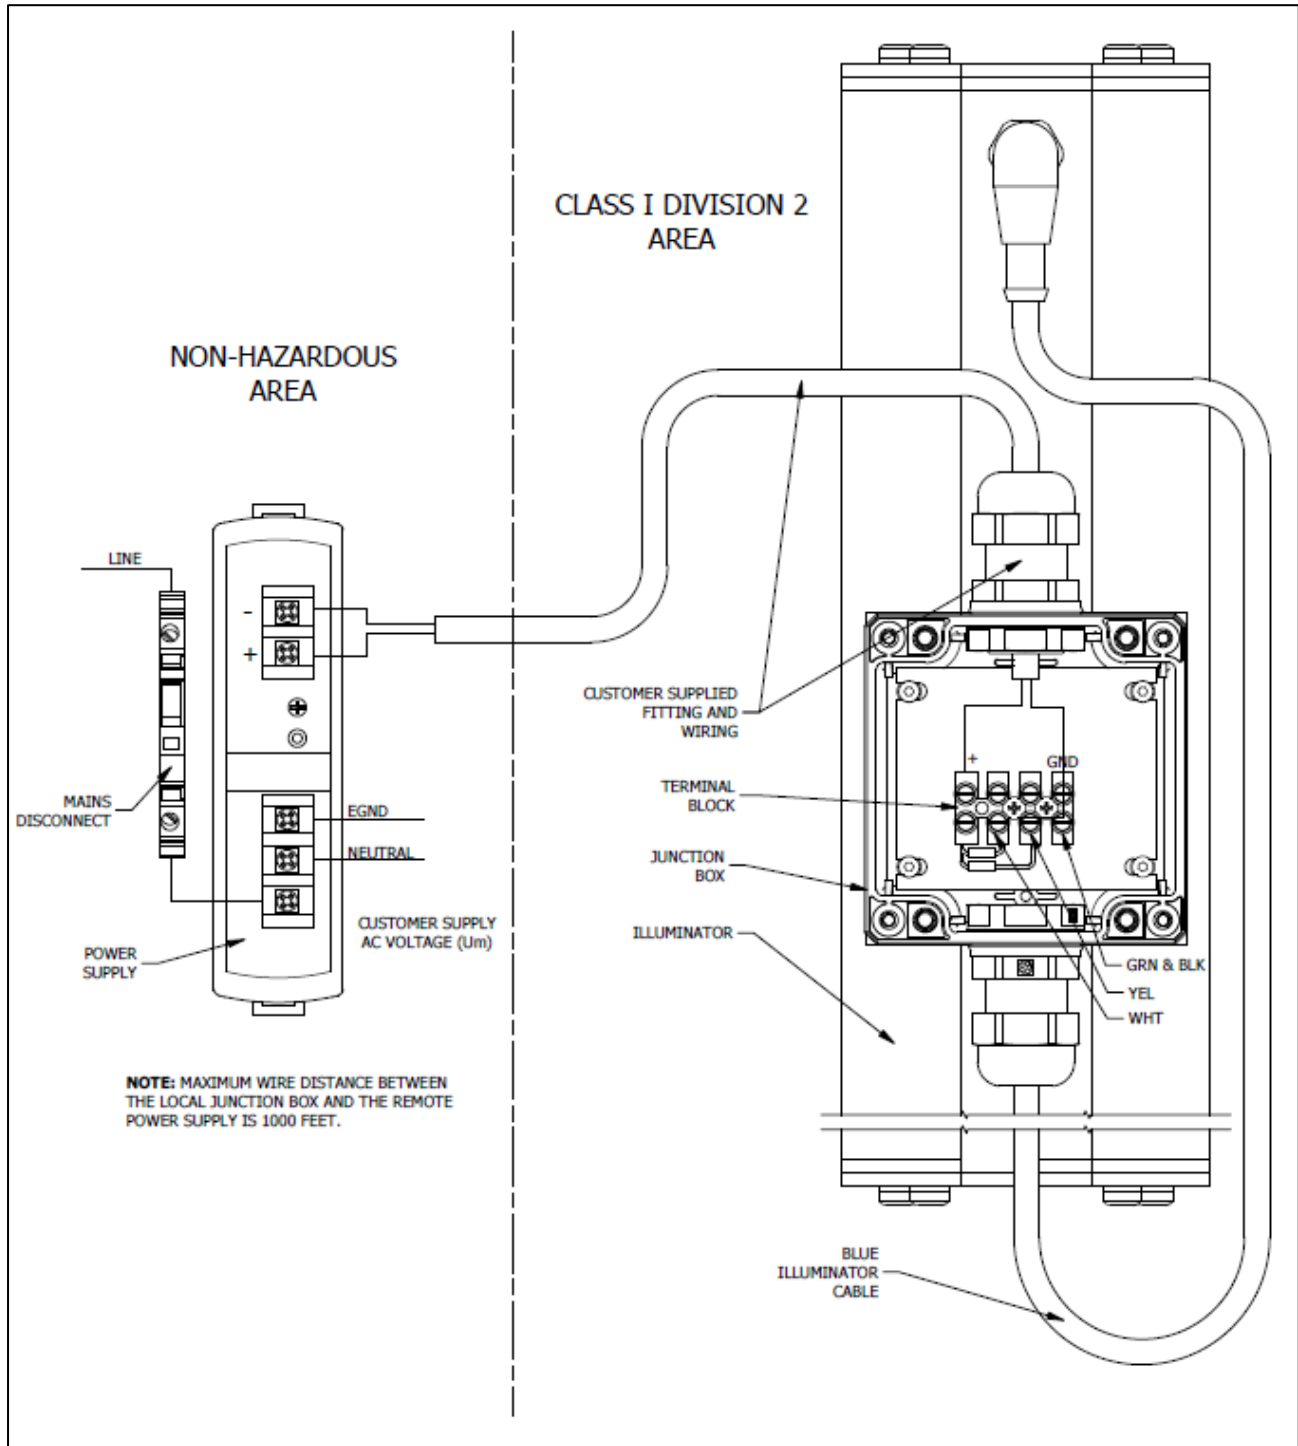 CLASS I DIVISION 2
AREA
NON-HAZARDOUS
AREA
LINE
-
+
MAINS
DISCONNECT
EGND
NEUTRAL
CUSTOMER SUPPLY
AC VOLTAGE (Um)
POWER
SUPPLY
NOTE: MAXIMUM WIRE DISTANCE BETWEEN
THE LOCAL JUNCTION BOX AND THE REMOTE
POWER SUPPLY IS 1000 FEET.
CUSTOMER SUPPLIED
FITTING AND
WIRING
+
GND
TERMINAL
BLOCK
JUNCTION
BOX
ILLUMINATOR
GRN & BLK
YEL
WHT
BLUE
ILLUMINATOR
CABLE